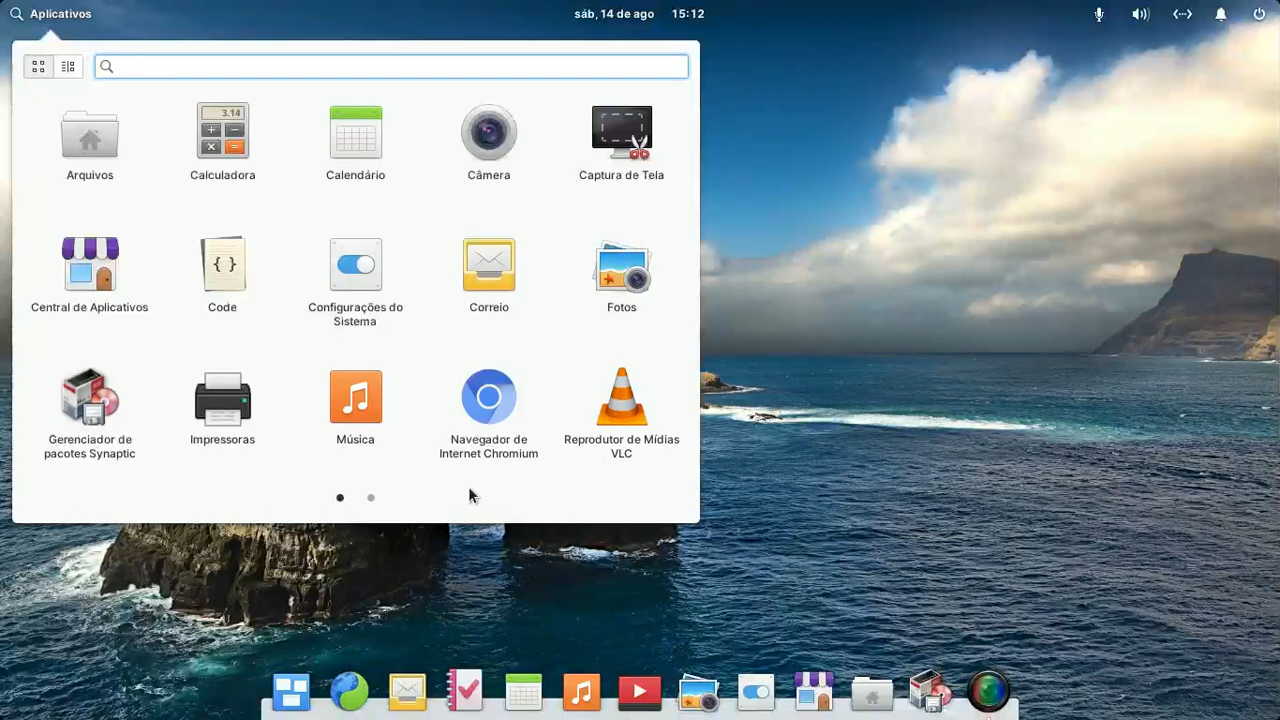 Aplicativos
sáb, 14 de ago 15:12
3.14
Arquivos
Calculadora
Calendário
Câmera
Captura de Tela
Central de Aplicativos
Code
Configurações do
Sistema
Correio
Fotos
Gerenciador de
pacotes Synaptic
Impressoras
Música
Navegador de
Internet Chromium
Reprodutor de Mídias
VLC